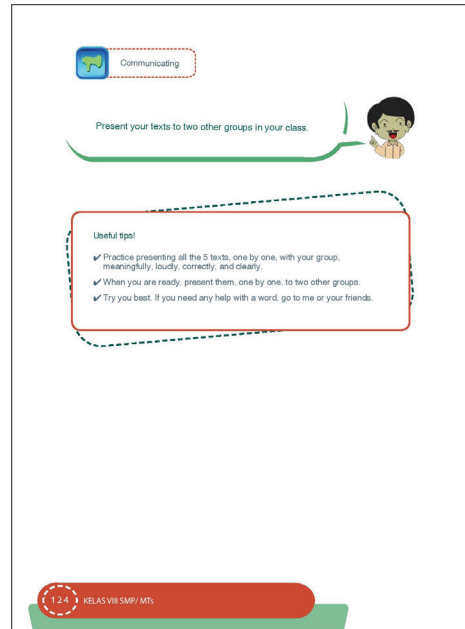 Communicating
Present your texts to two other groups in your class.
Useful tips!
✔ Practice presenting all the 5 texts, one by one, with your group,
meaningfully, loudly, correctly, and clearly.
✔ When you are ready, present them, one by one, to two other groups.
✔ Try you best. If you need any help with a word, go to me or your friends.
124 KELAS VIII SMP/ MTs